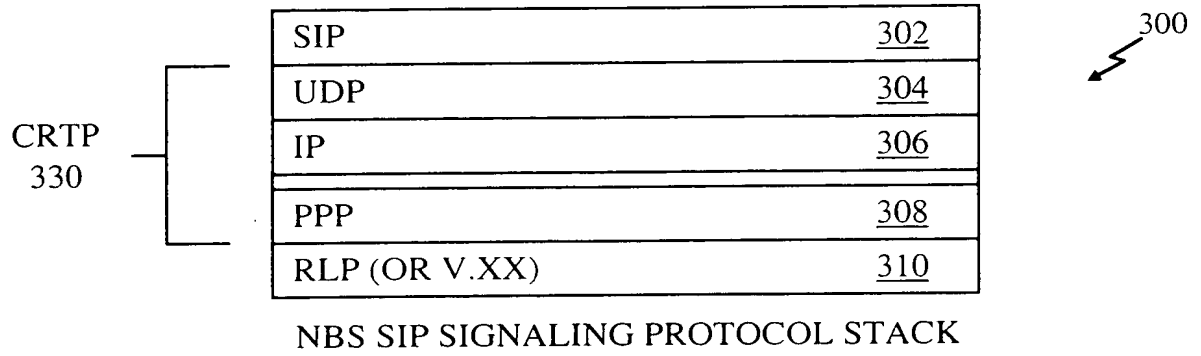 300
SIP 302
UDP 304
CRTP
330
IP 306
PPP 308
RLP (OR V.XX) 310
NBS SIP SIGNALING PROTOCOL STACK